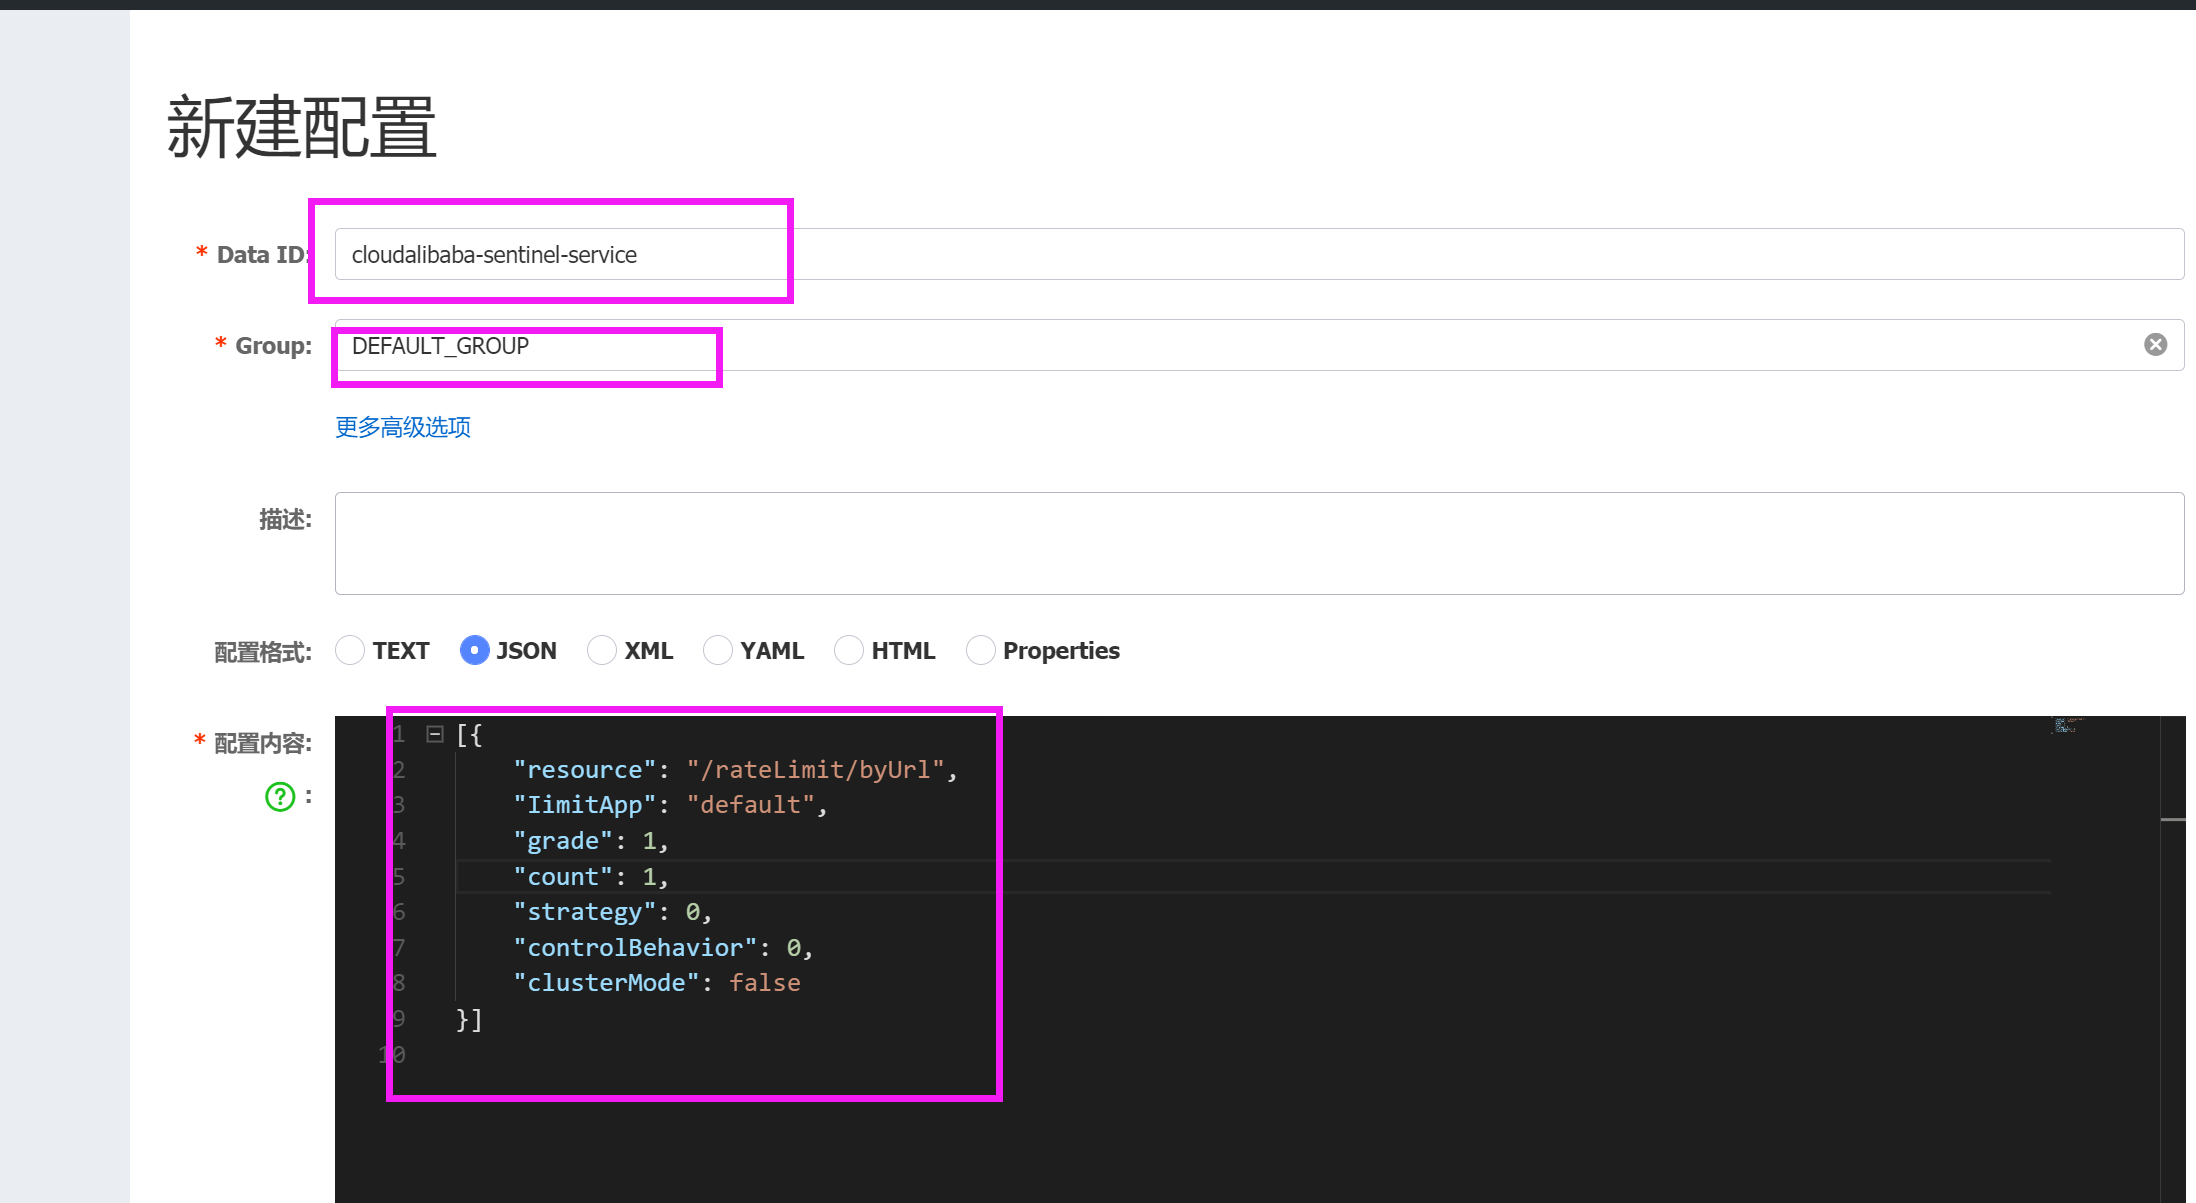 新建配置
* Data ID: cloudalibaba-sentinel-service
* Group: DEFAULT_GROUP
更多高级选项
描述:
配置格式: TEXT JSON XML YAML HTML Properties
* 配置内容:
? :
1 [{
2 "resource": "/rateLimit/byUrl",
3 "IimitApp": "default",
4 "grade": 1,
5 "count": 1,
6 "strategy": 0,
7 "controlBehavior": 0,
8 "clusterMode": false
9 }]
10